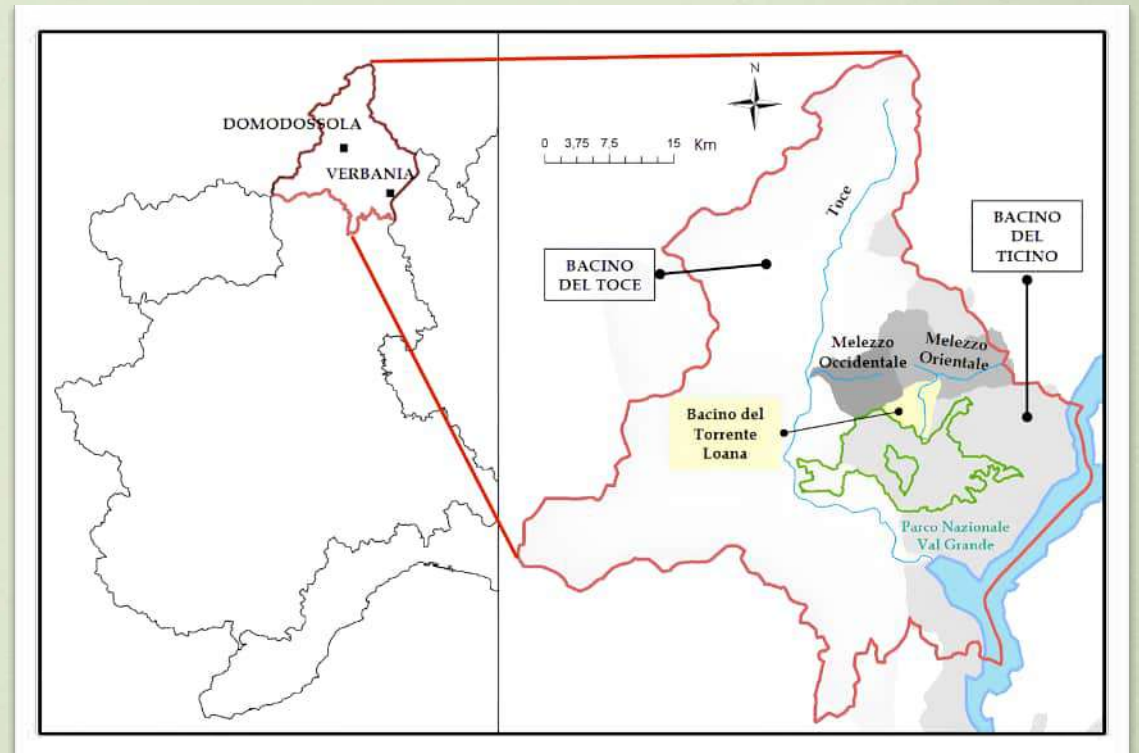 DOMODOSSOLA
VERBANIA
N
0 3,75 7,5 15 Km
Toce
BACINO
DEL TOCE
BACINO
DEL
TICINO
Melezzo
Occidentale
Melezzo
Orientale
Bacino del
Torrente
Loana
Parco Nazionale
Val Grande